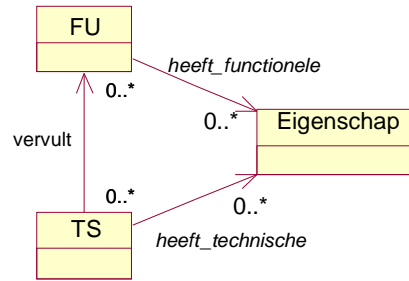 FU
heeft_functionele
0..*
0..*
Eigenschap
vervult
0..*
0..*
TS
heeft_technische